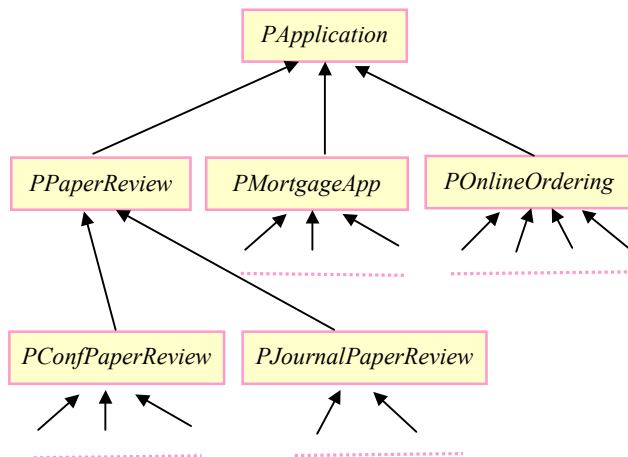 PApplication
PPaperReview
PMortgageApp
POnlineOrdering
PConfPaperReview
PJournalPaperReview